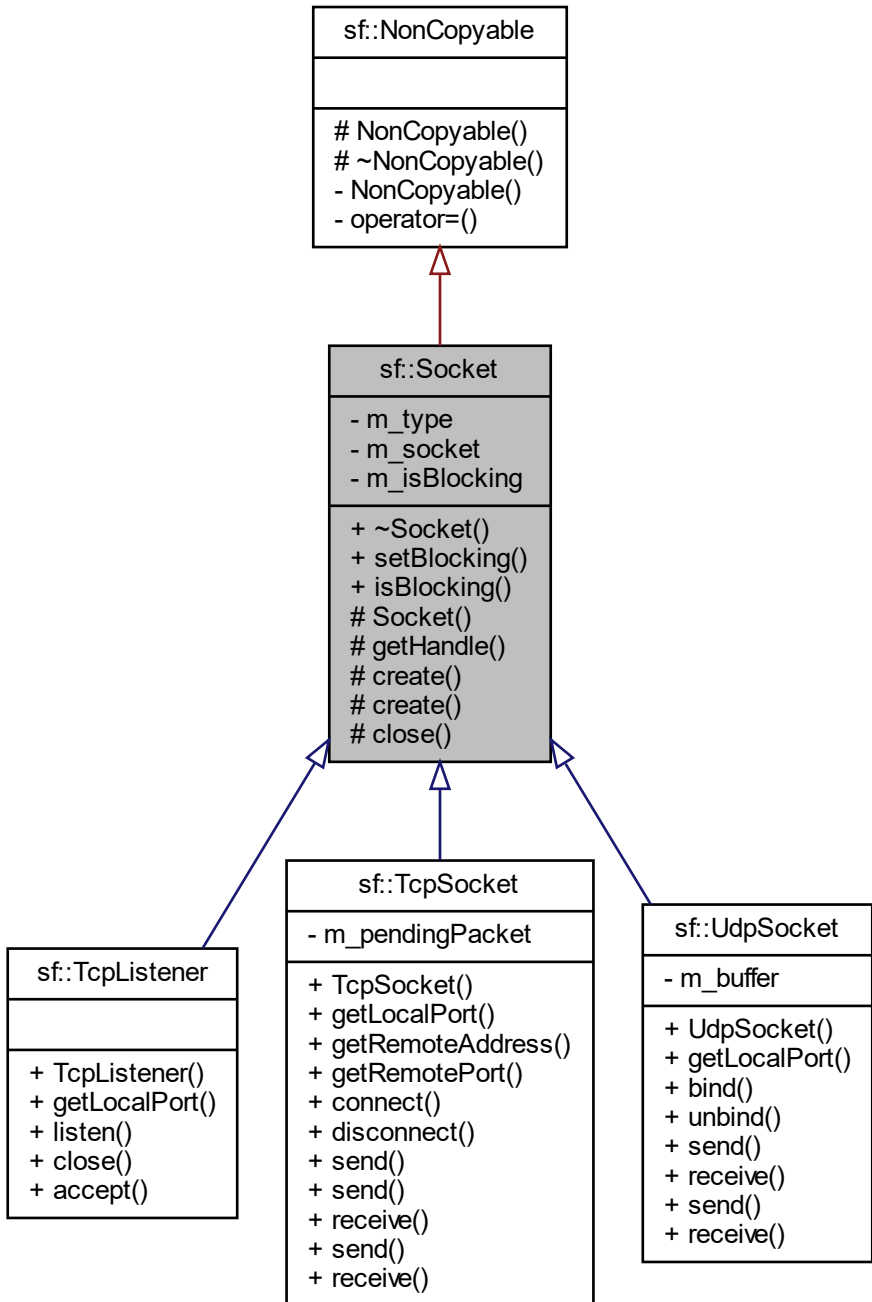 sf::NonCopyable
# NonCopyable()
# ~NonCopyable()
- NonCopyable()
- operator=()
sf::Socket
- m_type
- m_socket
- m_isBlocking
+ ~Socket()
+ setBlocking()
+ isBlocking()
# Socket()
# getHandle()
# create()
# create()
# close()
sf::TcpListener
+ TcpListener()
+ getLocalPort()
+ listen()
+ close()
+ accept()
sf::TcpSocket
- m_pendingPacket
+ TcpSocket()
+ getLocalPort()
+ getRemoteAddress()
+ getRemotePort()
+ connect()
+ disconnect()
+ send()
+ send()
+ receive()
+ send()
+ receive()
sf::UdpSocket
- m_buffer
+ UdpSocket()
+ getLocalPort()
+ bind()
+ unbind()
+ send()
+ receive()
+ send()
+ receive()